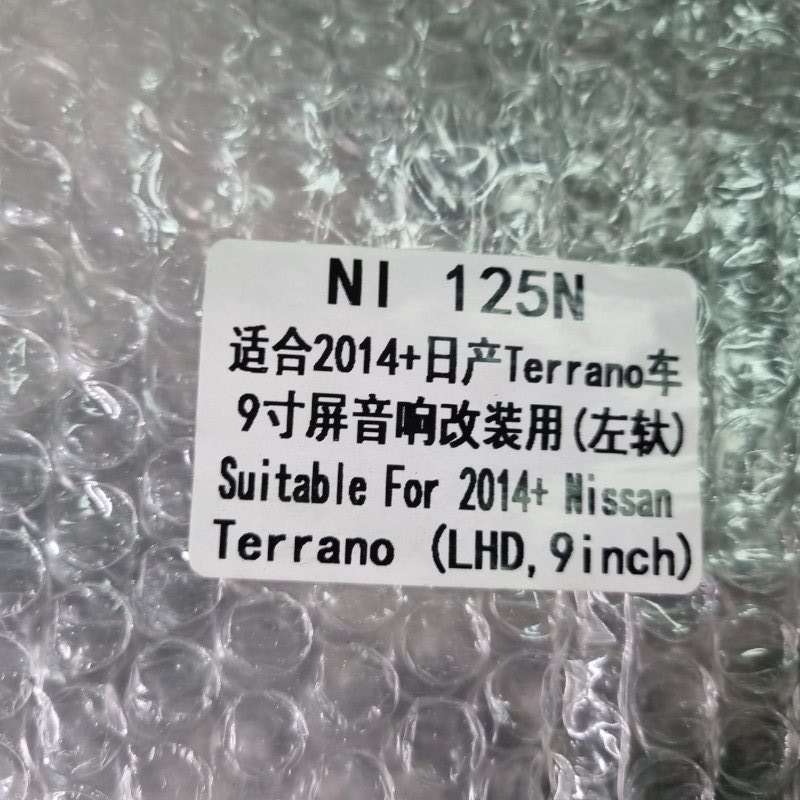 NI 125N
适合2014+日产Terrano车
9寸屏音响改装用(左轪)
Suitable For 2014+ Nissan
Terrano (LHD,9inch)